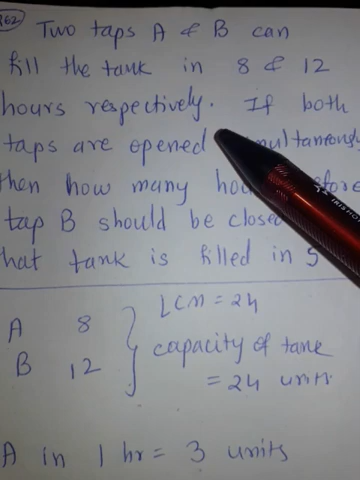 262
Two taps A & B can
fill the tank in 8 & 12
hours respectively. If both
taps are opened
then how many
tap B should be
that tank is filled in 5
A 8
B 12
LCM = 24
capacity of tank
= 24 units.
A in 1 hr = 3 units